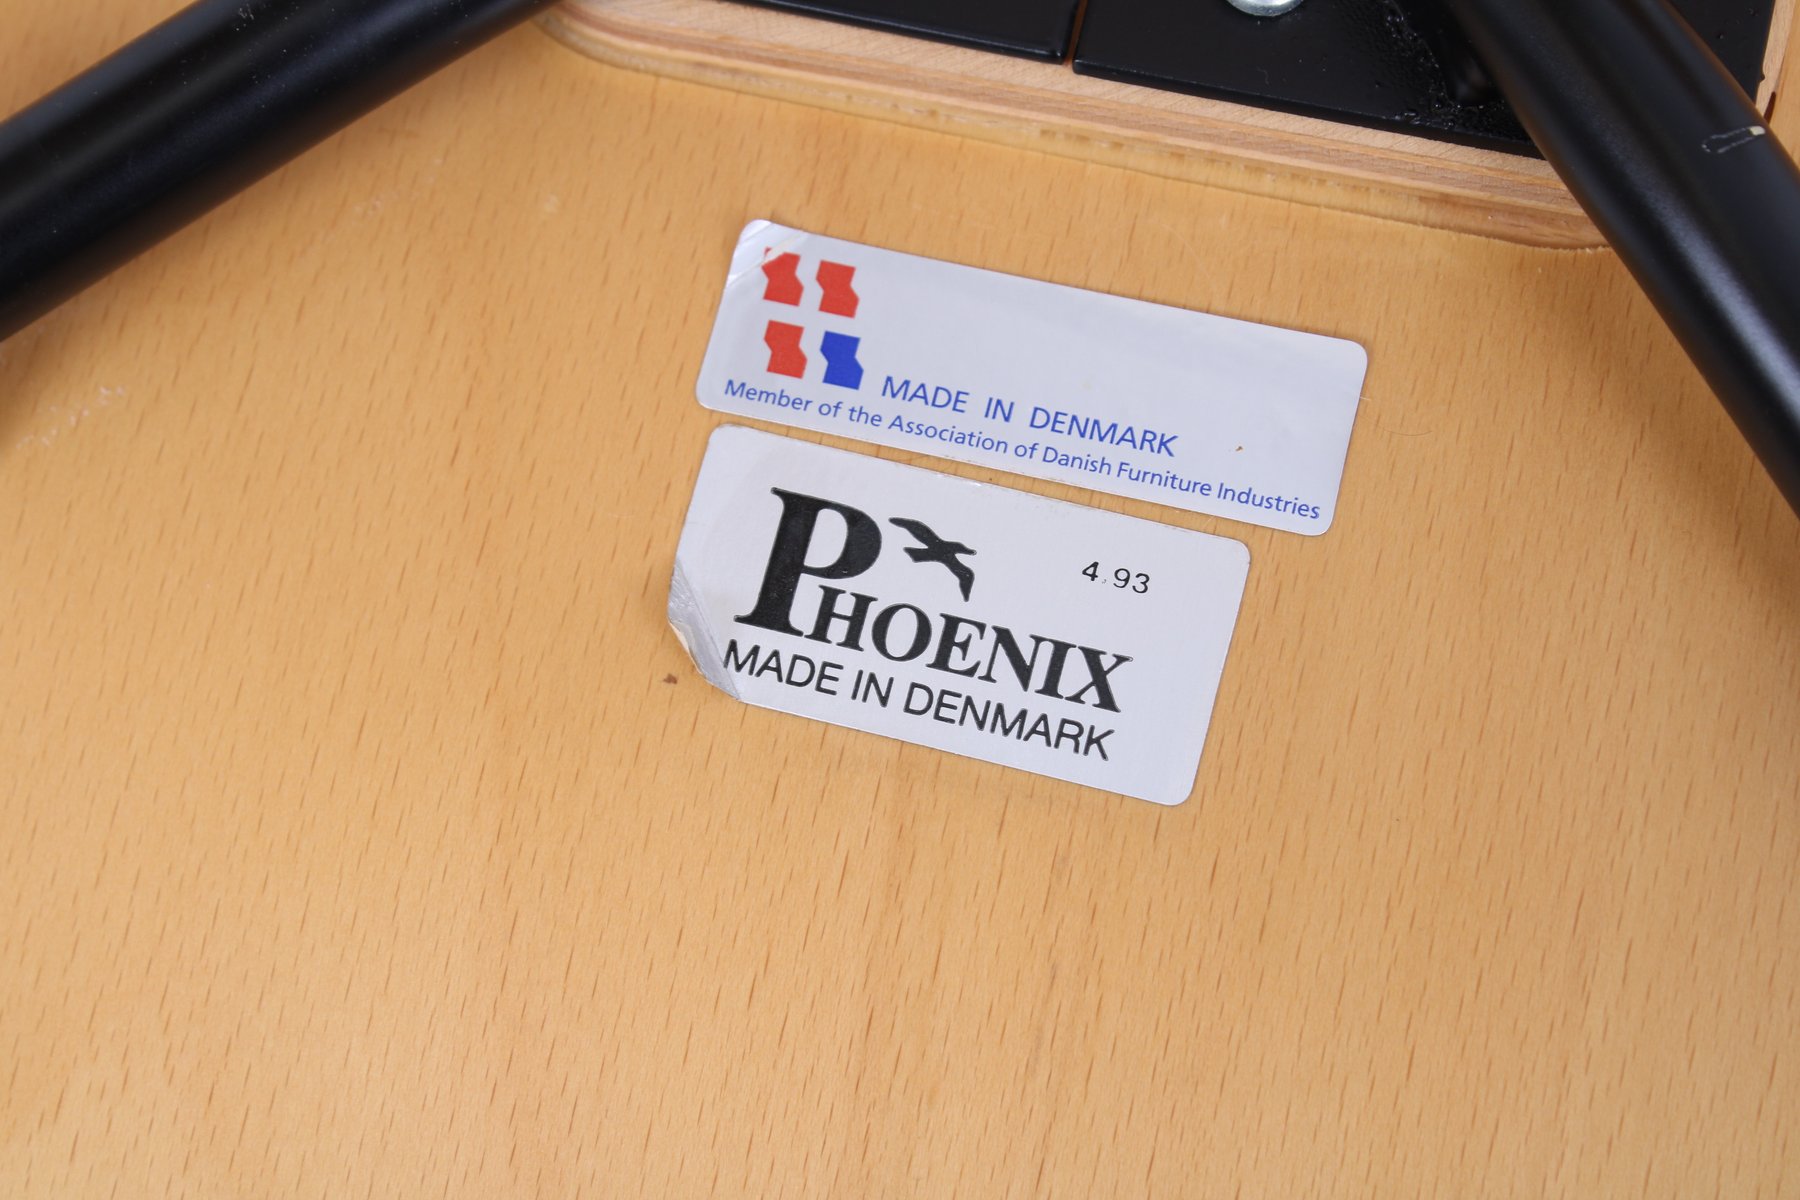 MADE IN DENMARK
Member of the Association of Danish Furniture Industries
4.93
PHOENIX
MADE IN DENMARK